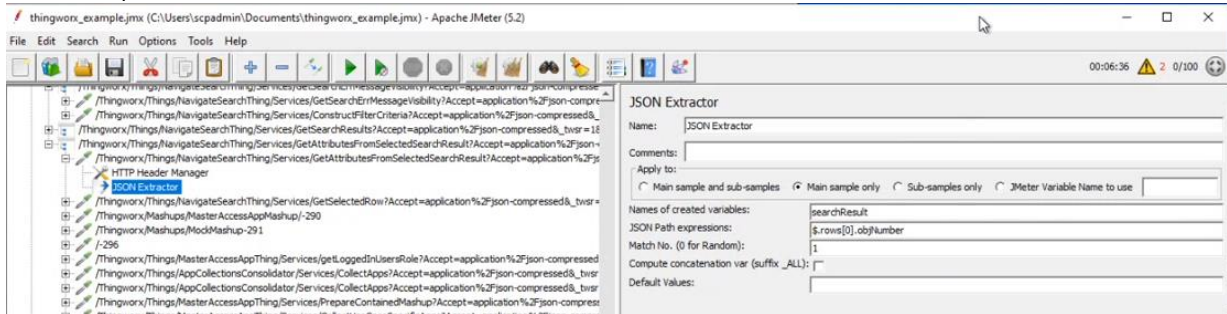 thingworx_example.jmx (C:\Users\scpadmin\Documents\thingworx_example.jmx) - Apache JMeter (5.2)
File Edit Search Run Options Tools Help
00:06:36 2 0/100
/Thingworx/Things/NavigateSearchThing/Services/GetSearchErrMessageVisibility?Accept=application%2Fjson-compresse
/Thingworx/Things/NavigateSearchThing/Services/ConstructFilterCriteria?Accept=application%2Fjson-compressed&_
/Thingworx/Things/NavigateSearchThing/Services/GetSearchResults?Accept=application%2Fjson-compressed&_twsr=18
/Thingworx/Things/NavigateSearchThing/Services/GetAttributesFromSelectedSearchResult?Accept=application%2Fjson-
/Thingworx/Things/NavigateSearchThing/Services/GetAttributesFromSelectedSearchResult?Accept=application%2Fjs
HTTP Header Manager
JSON Extractor
/Thingworx/Things/NavigateSearchThing/Services/GetSelectedRow?Accept=application%2Fjson-compressed&_twsr=
/Thingworx/Mashups/MasterAccessAppMashup/-290
/Thingworx/Mashups/MockMashup-291
/-296
/Thingworx/Things/MasterAccessAppThing/Services/getLoggedInUsersRole?Accept=application%2Fjson-compressed
/Thingworx/Things/AppCollectionsConsolidator/Services/CollectApps?Accept=application%2Fjson-compressed&_twsr
/Thingworx/Things/AppCollectionsConsolidator/Services/CollectApps?Accept=application%2Fjson-compressed&_twsr
/Thingworx/Things/MasterAccessAppThing/Services/PrepareContainedMashup?Accept=application%2Fjson-compress
JSON Extractor
Name: JSON Extractor
Comments:
Apply to:
Main sample and sub-samples Main sample only Sub-samples only JMeter Variable Name to use
Names of created variables: searchResult
JSON Path expressions: $.rows[0].objNumber
Match No. (0 for Random): 1
Compute concatenation var (suffix _ALL):
Default Values: